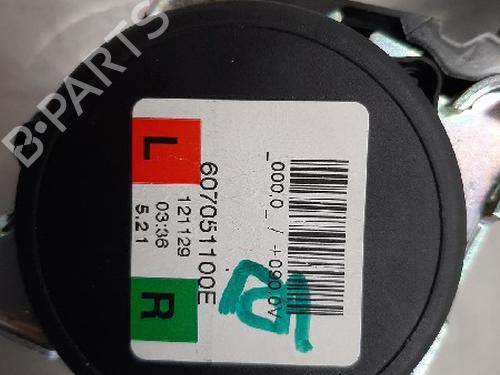 B-PARTS
L
R
607051100E
121129
03:36
5.21
_000.0_ / +090.0V